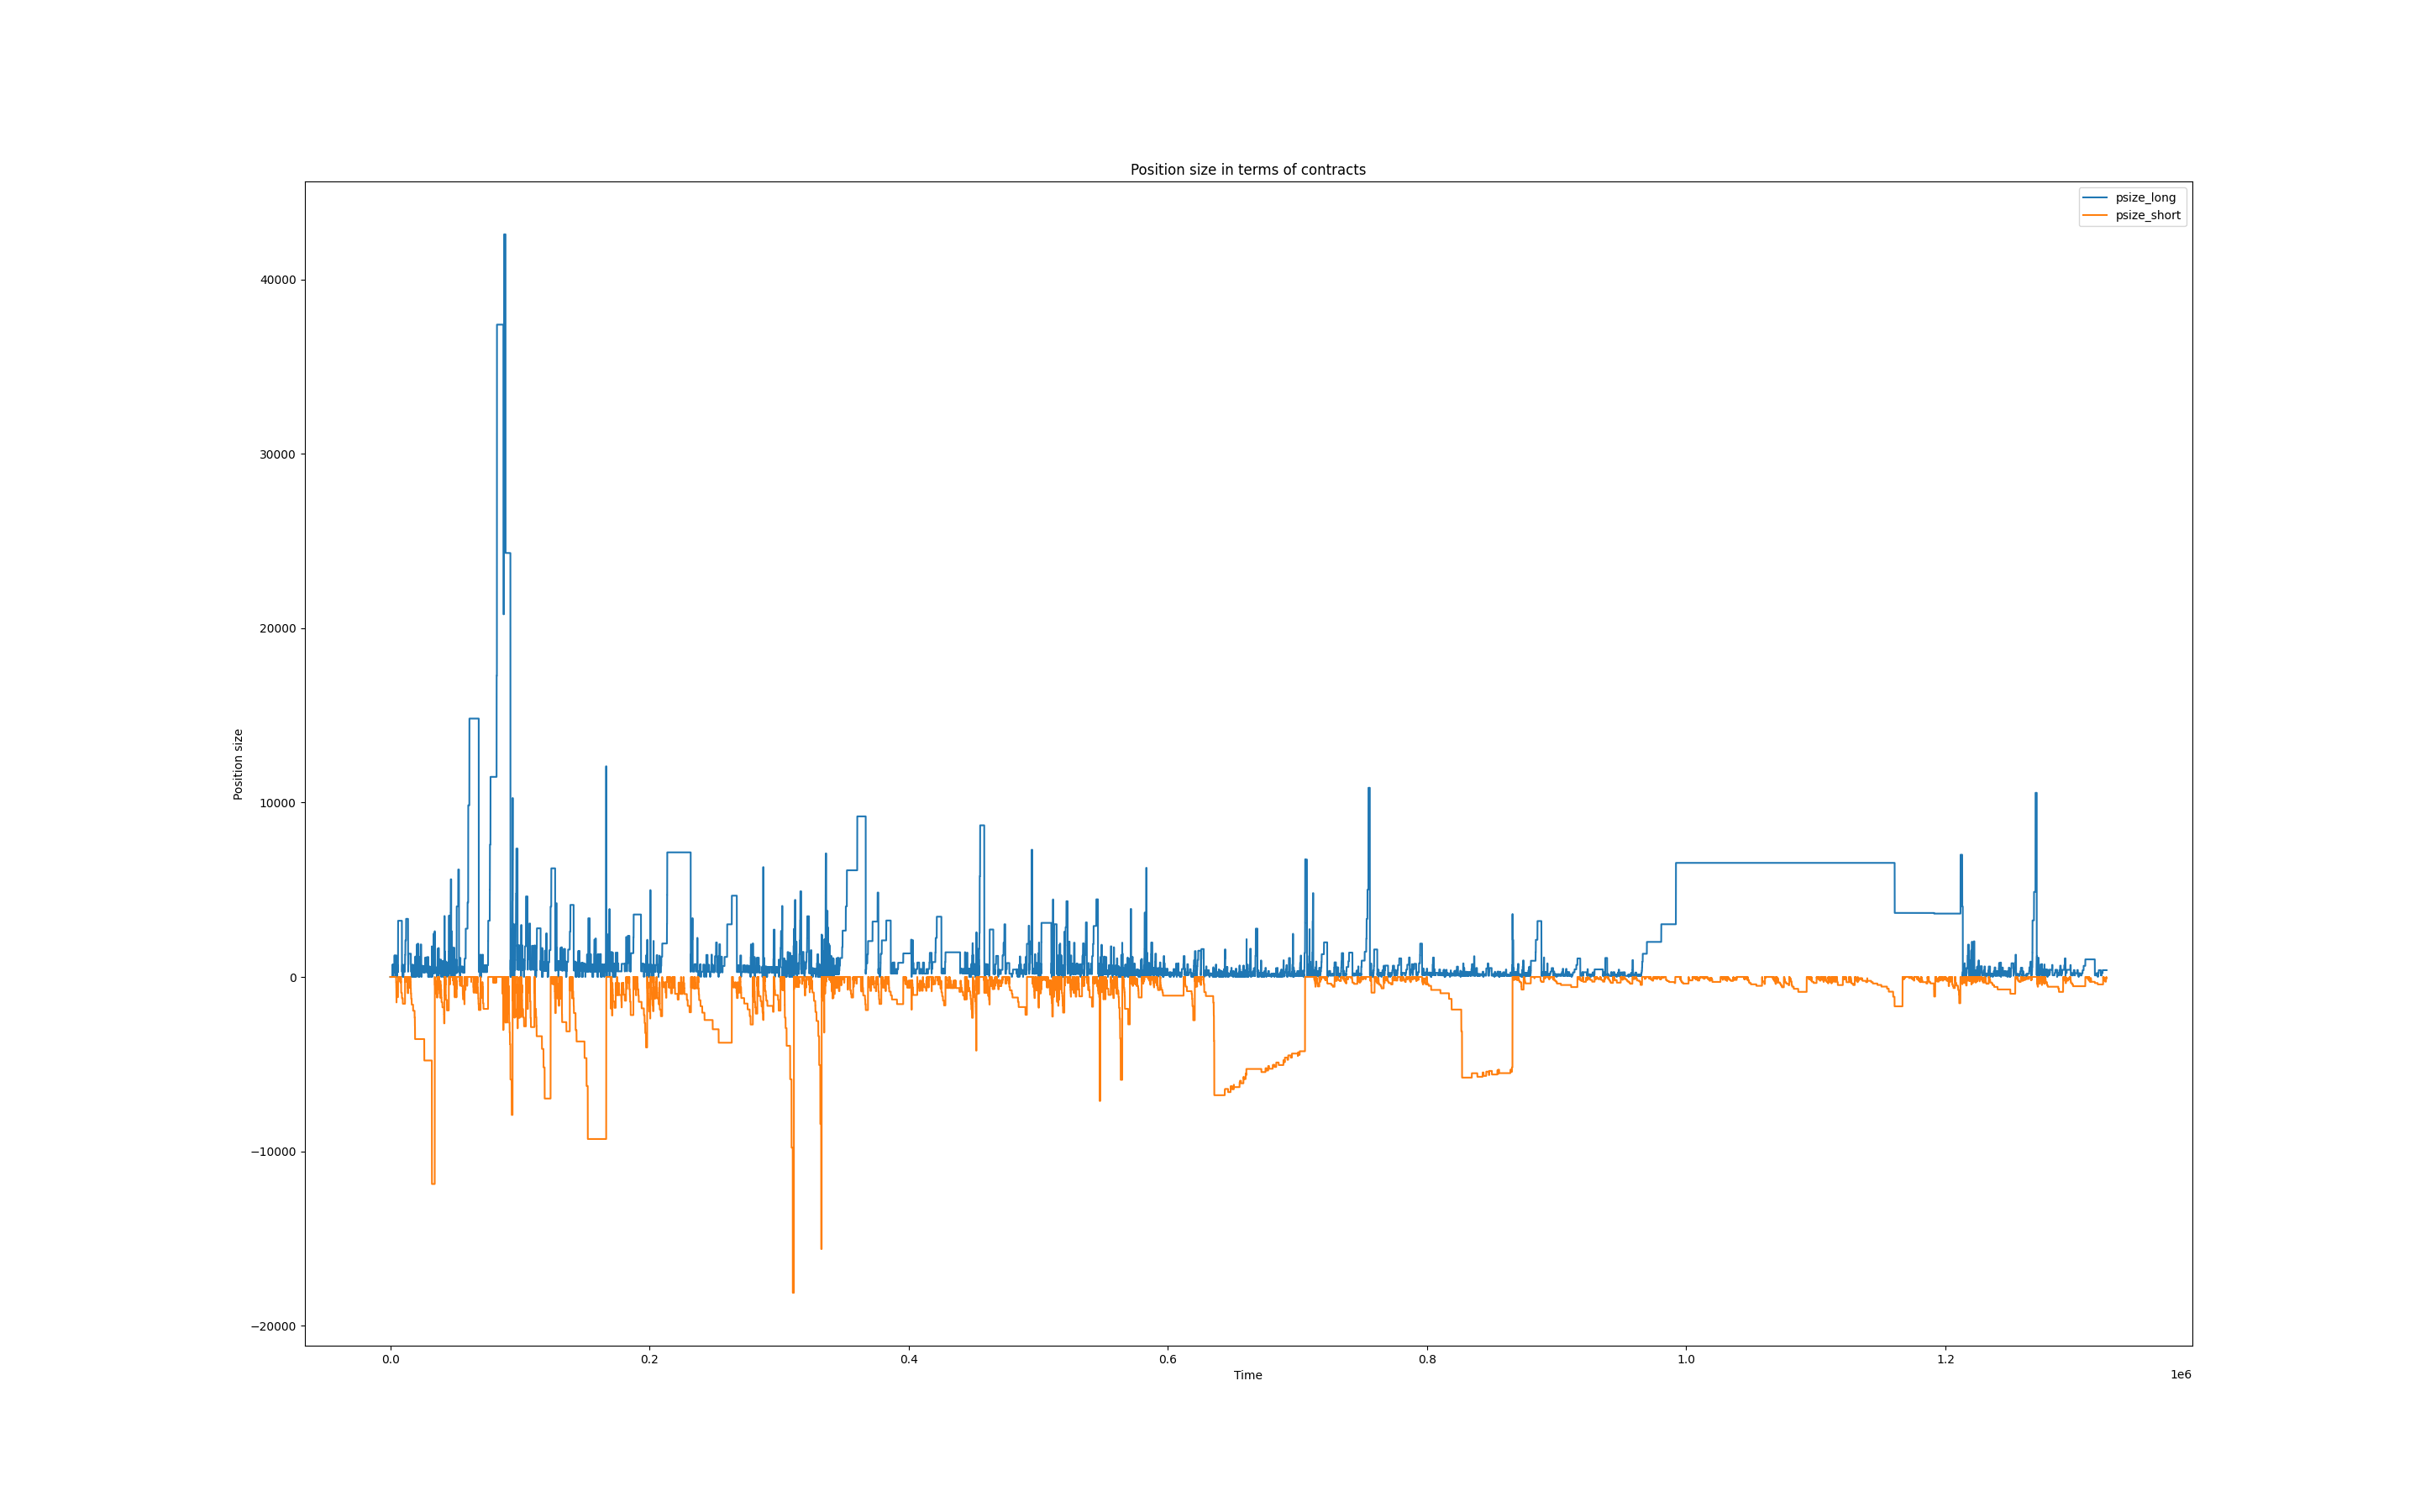 Position size in terms of contracts
psize_long
psize_short
40000
30000
20000
10000
0
−10000
−20000
Position size
0.0 0.2 0.4 0.6 0.8 1.0 1.2
Time
1e6